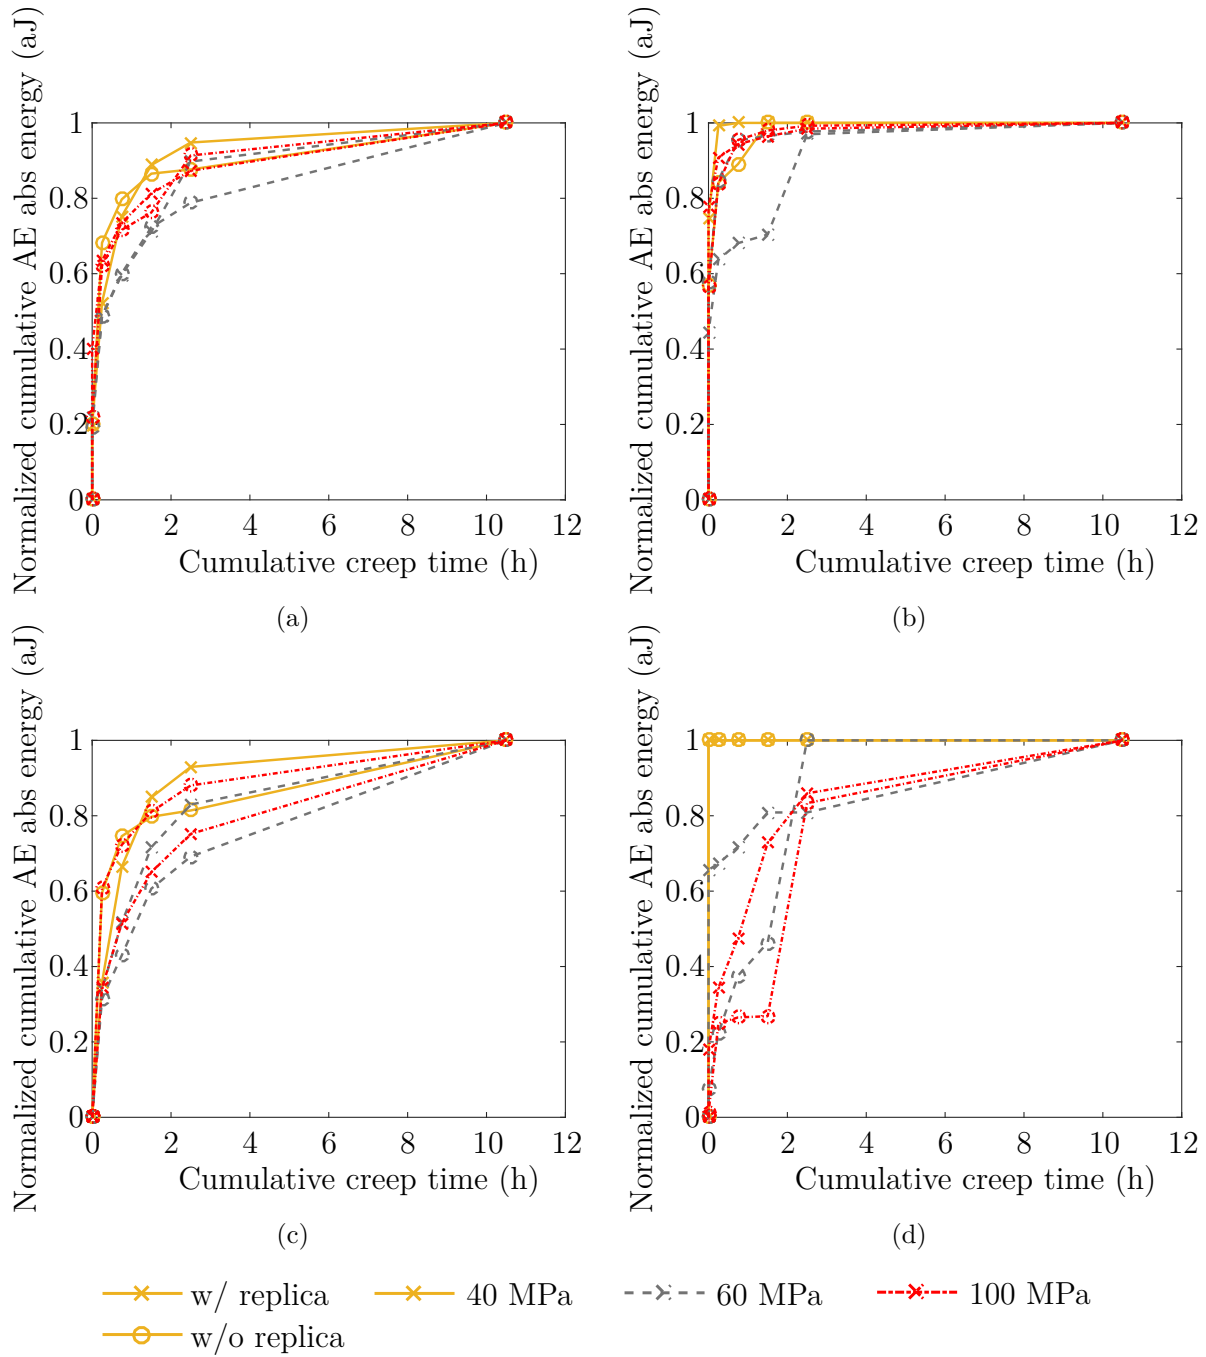 Normalized cumulative AE abs energy (aJ)
1
0.8
0.6
0.4
0.2
0
0 2 4 6 8 10 12
Cumulative creep time (h)
(a)
Normalized cumulative AE abs energy (aJ)
1
0.8
0.6
0.4
0.2
0
0 2 4 6 8 10 12
Cumulative creep time (h)
(b)
Normalized cumulative AE abs energy (aJ)
1
0.8
0.6
0.4
0.2
0
0 2 4 6 8 10 12
Cumulative creep time (h)
(c)
Normalized cumulative AE abs energy (aJ)
1
0.8
0.6
0.4
0.2
0
0 2 4 6 8 10 12
Cumulative creep time (h)
(d)
w/ replica 40 MPa 60 MPa 100 MPa
w/o replica